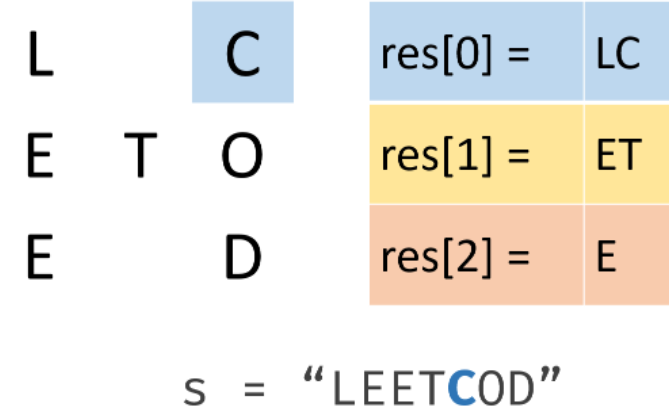 L C res[0] = LC
E T O res[1] = ET
E D res[2] = E
s = “LEETCOD”